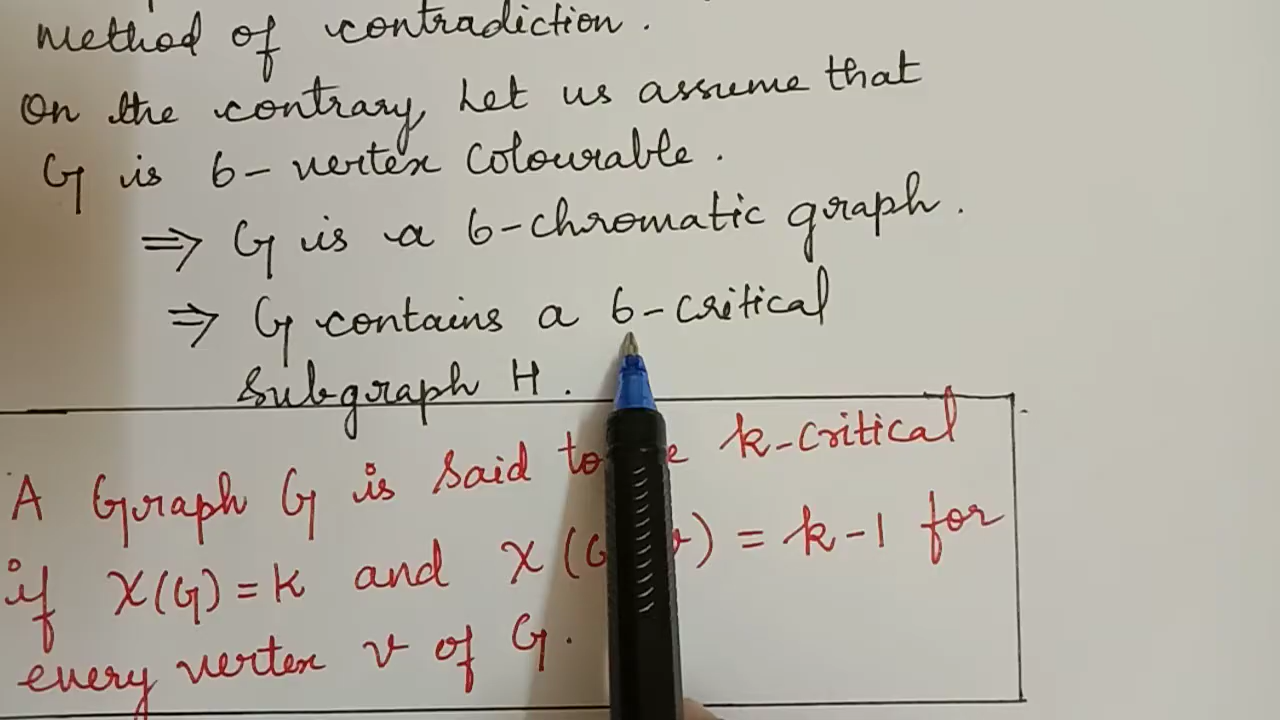 method of contradiction.
On the contrary, Let us assume that
G is 6-vertex colourable.
⇒ G is a 6-chromatic graph.
⇒ G contains a 6-critical
subgraph H.
A Graph G is said to k-critical
if χ(G) = k and χ(G ) = k-1 for
every vertex v of G.